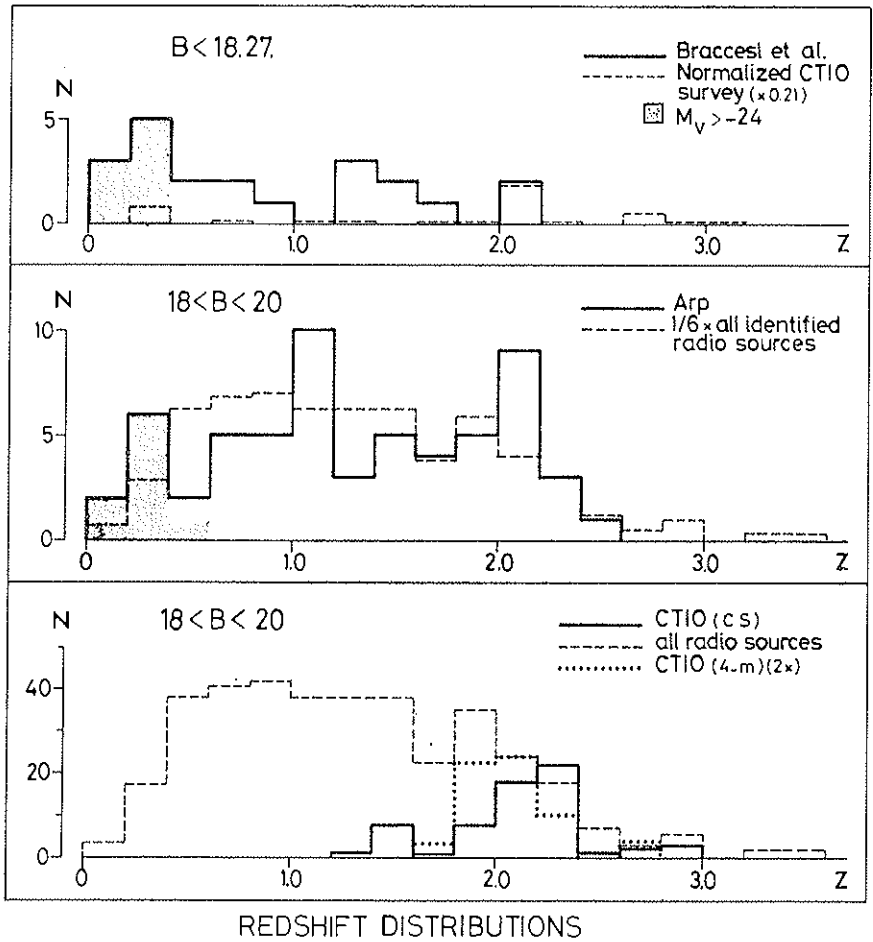 B<18.27.
Braccesi et al.
Normalized CTIO
survey (×0.21)
M_V >-24
N
5
0
0
1.0
2.0
3.0
Z
18<B<20
Arp
1/6 × all identified
radio sources
N
10
5
0
0
1.0
2.0
3.0
Z
18<B<20
CTIO (CS)
all radio sources
CTIO (4-m)(2×)
N
40
20
0
0
1.0
2.0
3.0
Z
REDSHIFT DISTRIBUTIONS